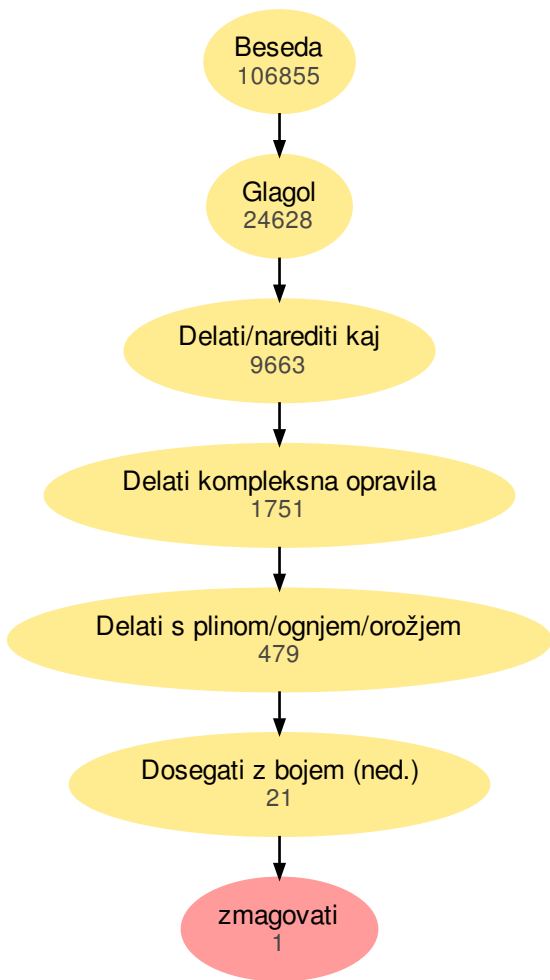 Beseda
106855
Glagol
24628
Delati/narediti kaj
9663
Delati kompleksna opravila
1751
Delati s plinom/ognjem/orožjem
479
Dosegati z bojem (ned.)
21
zmagovati
1